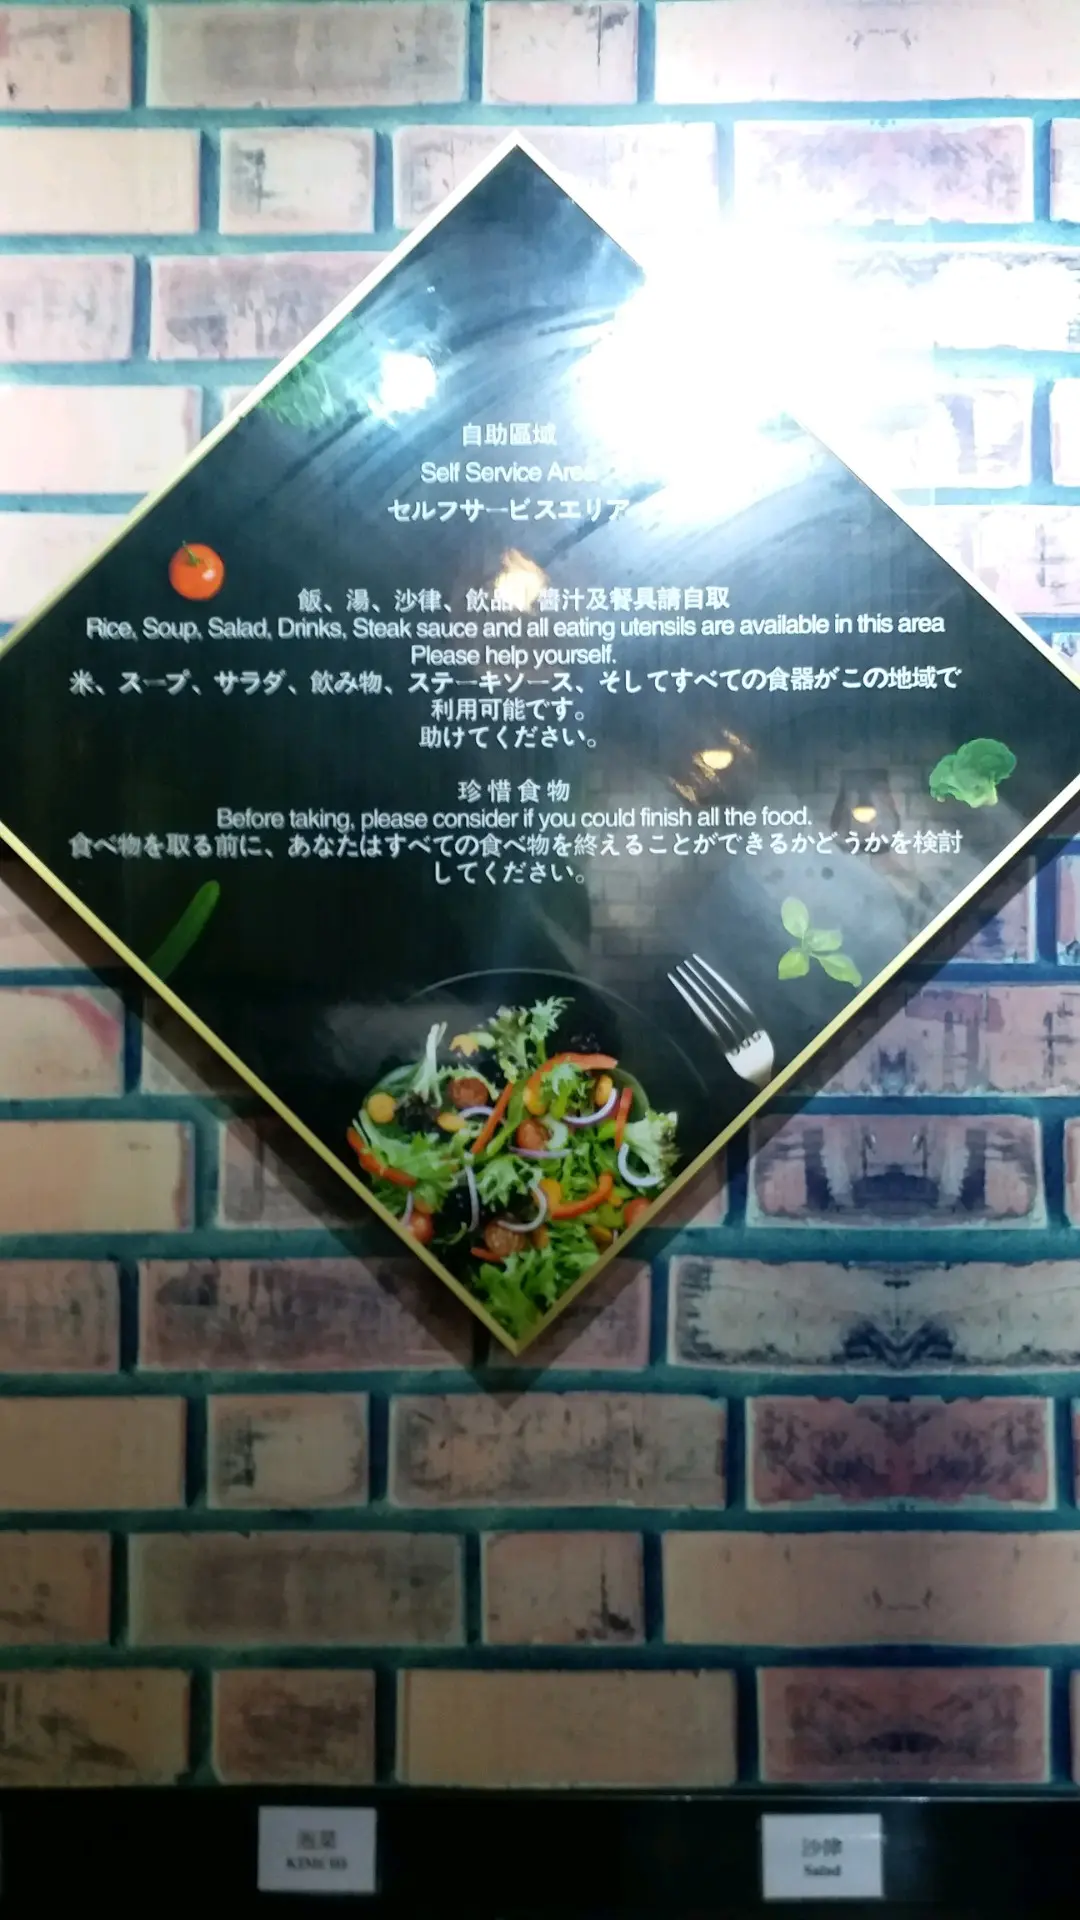 自助區域
Self Service Area
セルフサービスエリア
飯、湯、沙律、飲品、醬汁及餐具請自取
Rice, Soup, Salad, Drinks, Steak sauce and all eating utensils are available in this area
Please help yourself.
米、スープ、サラダ、飲み物、ステーキソース、そしてすべての食器がこの地域で
利用可能です。
助けてください。
珍惜食物
Before taking, please consider if you could finish all the food.
食べ物を取る前に、あなたはすべての食べ物を終えることができるかどうかを検討
してください。
泡菜
KIMCHI
沙律
Salad